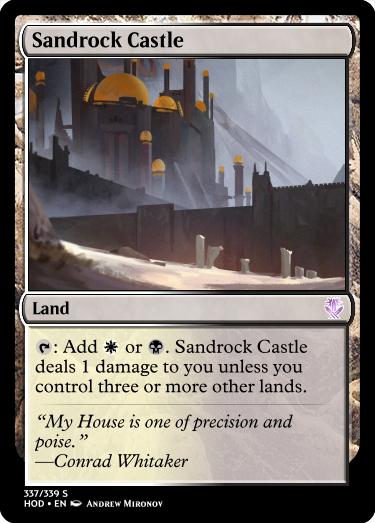 Sandrock Castle
Land
: Add or . Sandrock Castle
deals 1 damage to you unless you
control three or more other lands.
“My House is one of precision and
poise.”
—Conrad Whitaker
337/339 S
HOD • EN Andrew Mironov